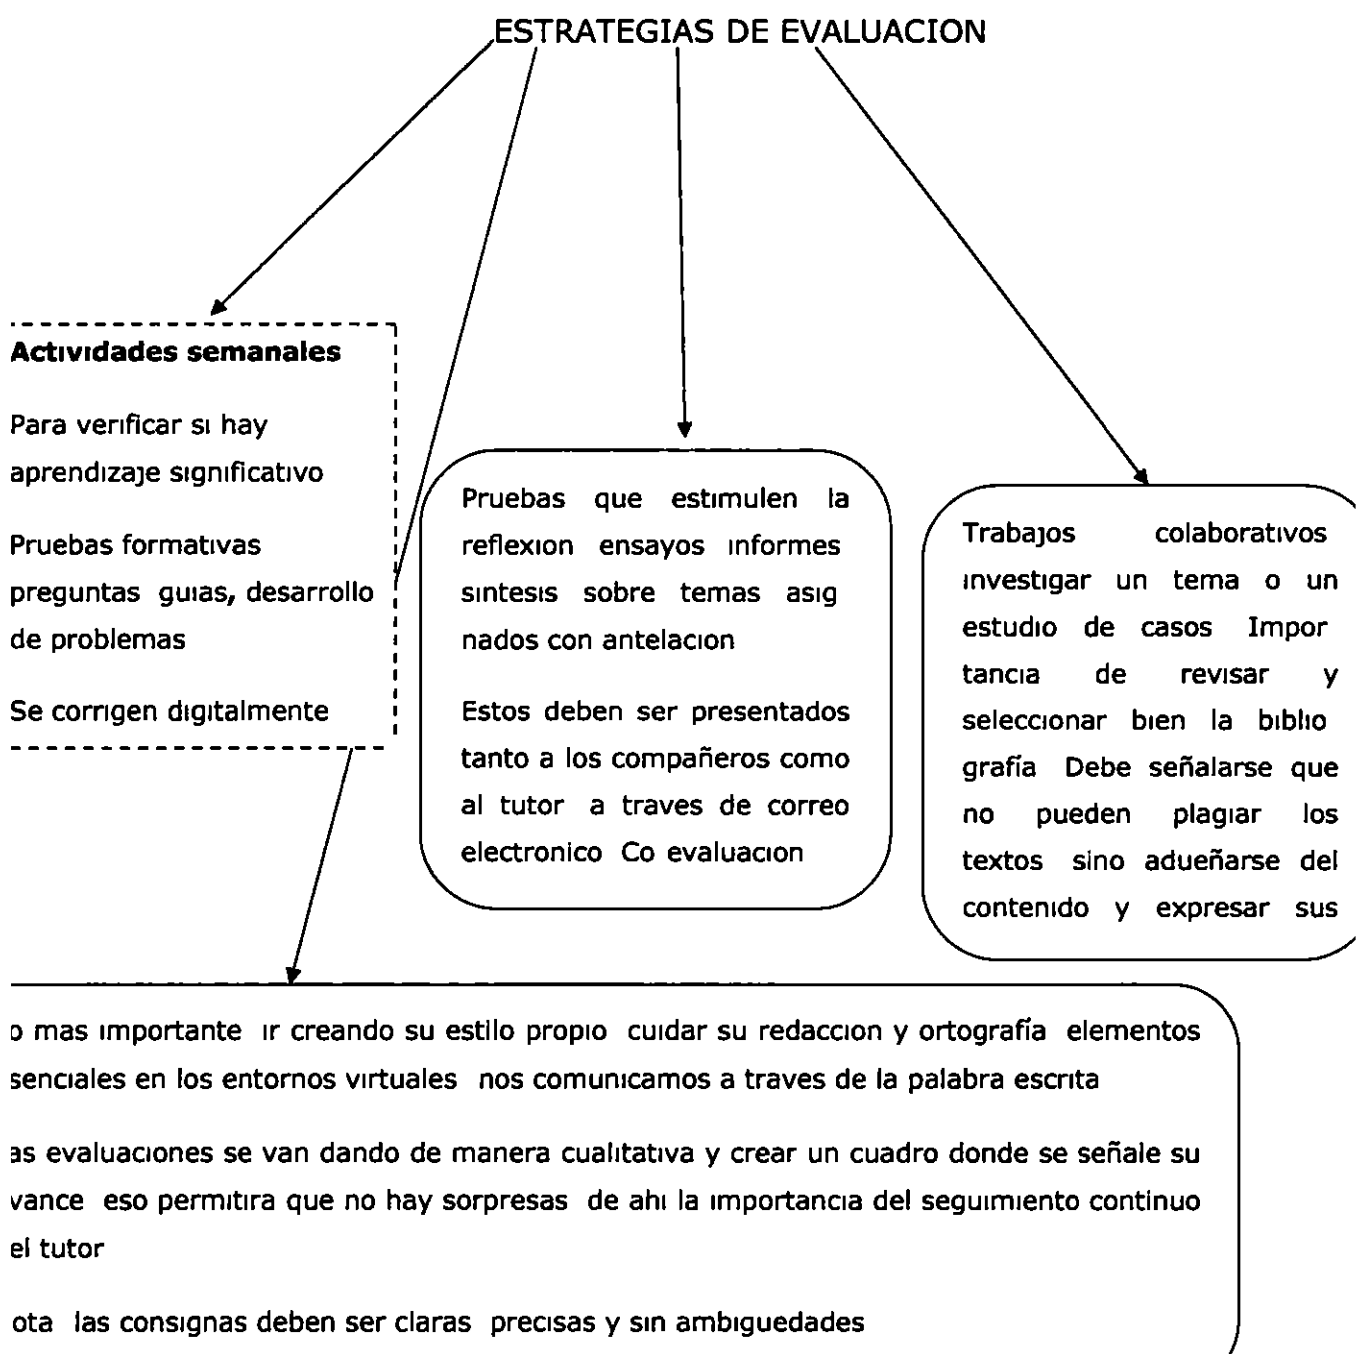 ESTRATEGIAS DE EVALUACION
Actividades semanales
Para verificar si hay
aprendizaje significativo
Pruebas formativas
preguntas guias, desarrollo
de problemas
Se corrigen digitalmente
Pruebas que estimulen la
reflexion ensayos informes
sintesis sobre temas asig
nados con antelacion
Estos deben ser presentados
tanto a los compañeros como
al tutor a traves de correo
electronico Co evaluacion
Trabajos colaborativos
investigar un tema o un
estudio de casos Impor
tancia de revisar y
seleccionar bien la biblio
grafía Debe señalarse que
no pueden plagiar los
textos sino adueñarse del
contenido y expresar sus
o mas importante ir creando su estilo propio cuidar su redaccion y ortografía elementos
senciales en los entornos virtuales nos comunicamos a traves de la palabra escrita
as evaluaciones se van dando de manera cualitativa y crear un cuadro donde se señale su
vance eso permitira que no hay sorpresas de ahi la importancia del seguimiento continuo
el tutor
ota las consignas deben ser claras precisas y sin ambiguedades